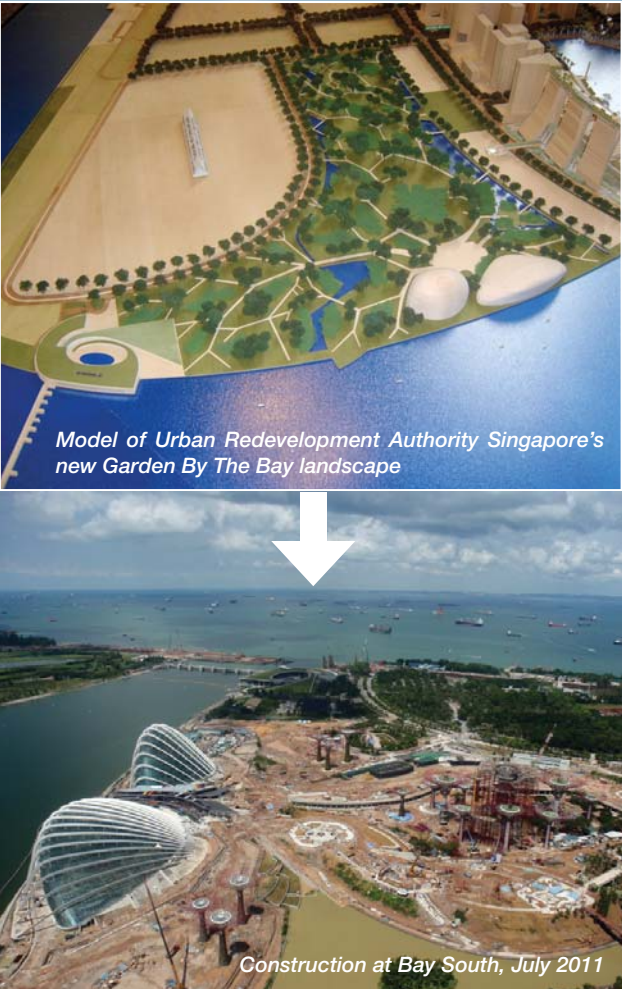 Model of Urban Redevelopment Authority Singapore's
new Garden By The Bay landscape
Construction at Bay South, July 2011